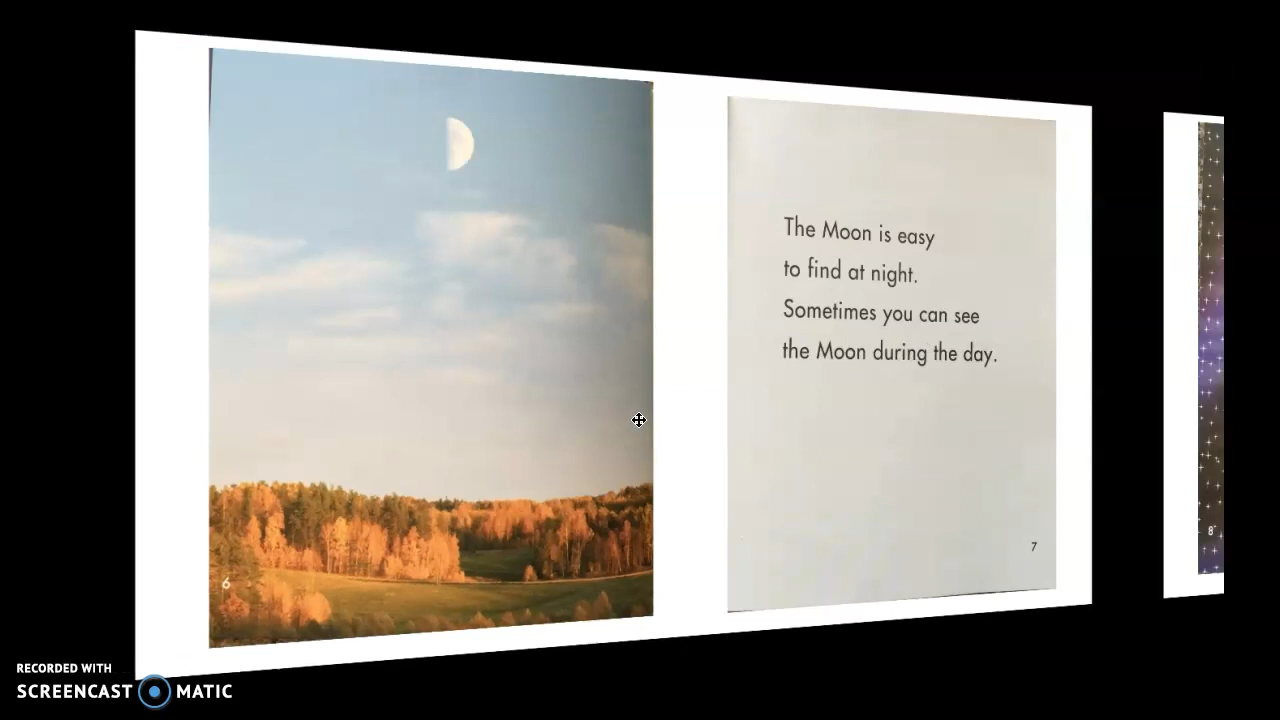 The Moon is easy
to find at night.
Sometimes you can see
the Moon during the day.
6
7
8
RECORDED WITH
SCREENCAST MATIC